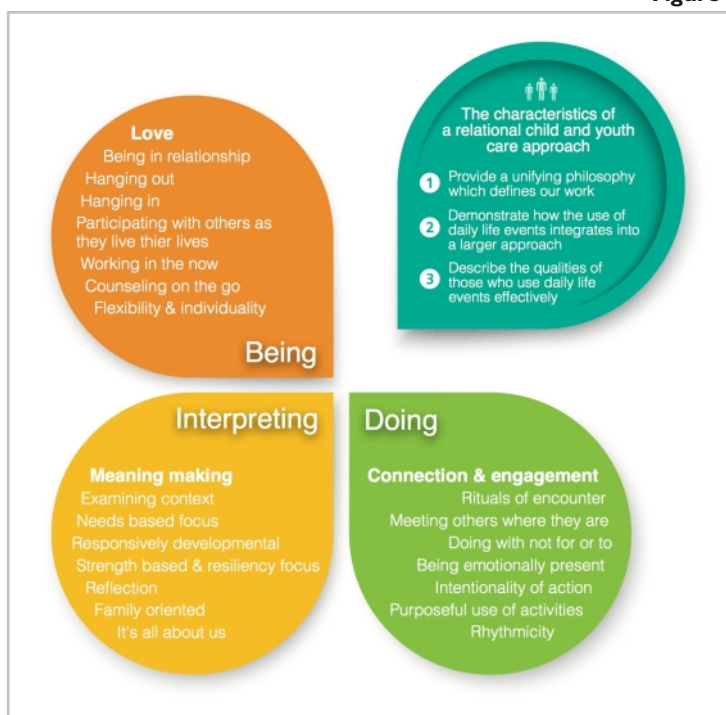 Figure
Love
Being in relationship
Hanging out
Hanging in
Participating with others as
they live thier lives
Working in the now
Counseling on the go
Flexibility & individuality
Being
The characteristics of
a relational child and youth
care approach
1 Provide a unifying philosophy
which defines our work
2 Demonstrate how the use of
daily life events integrates into
a larger approach
3 Describe the qualities of
those who use daily life
events effectively
Interpreting
Meaning making
Examining context
Needs based focus
Responsively developmental
Strength based & resiliency focus
Reflection
Family oriented
It's all about us
Doing
Connection & engagement
Rituals of encounter
Meeting others where they are
Doing with not for or to
Being emotionally present
Intentionality of action
Purposeful use of activities
Rhythmicity